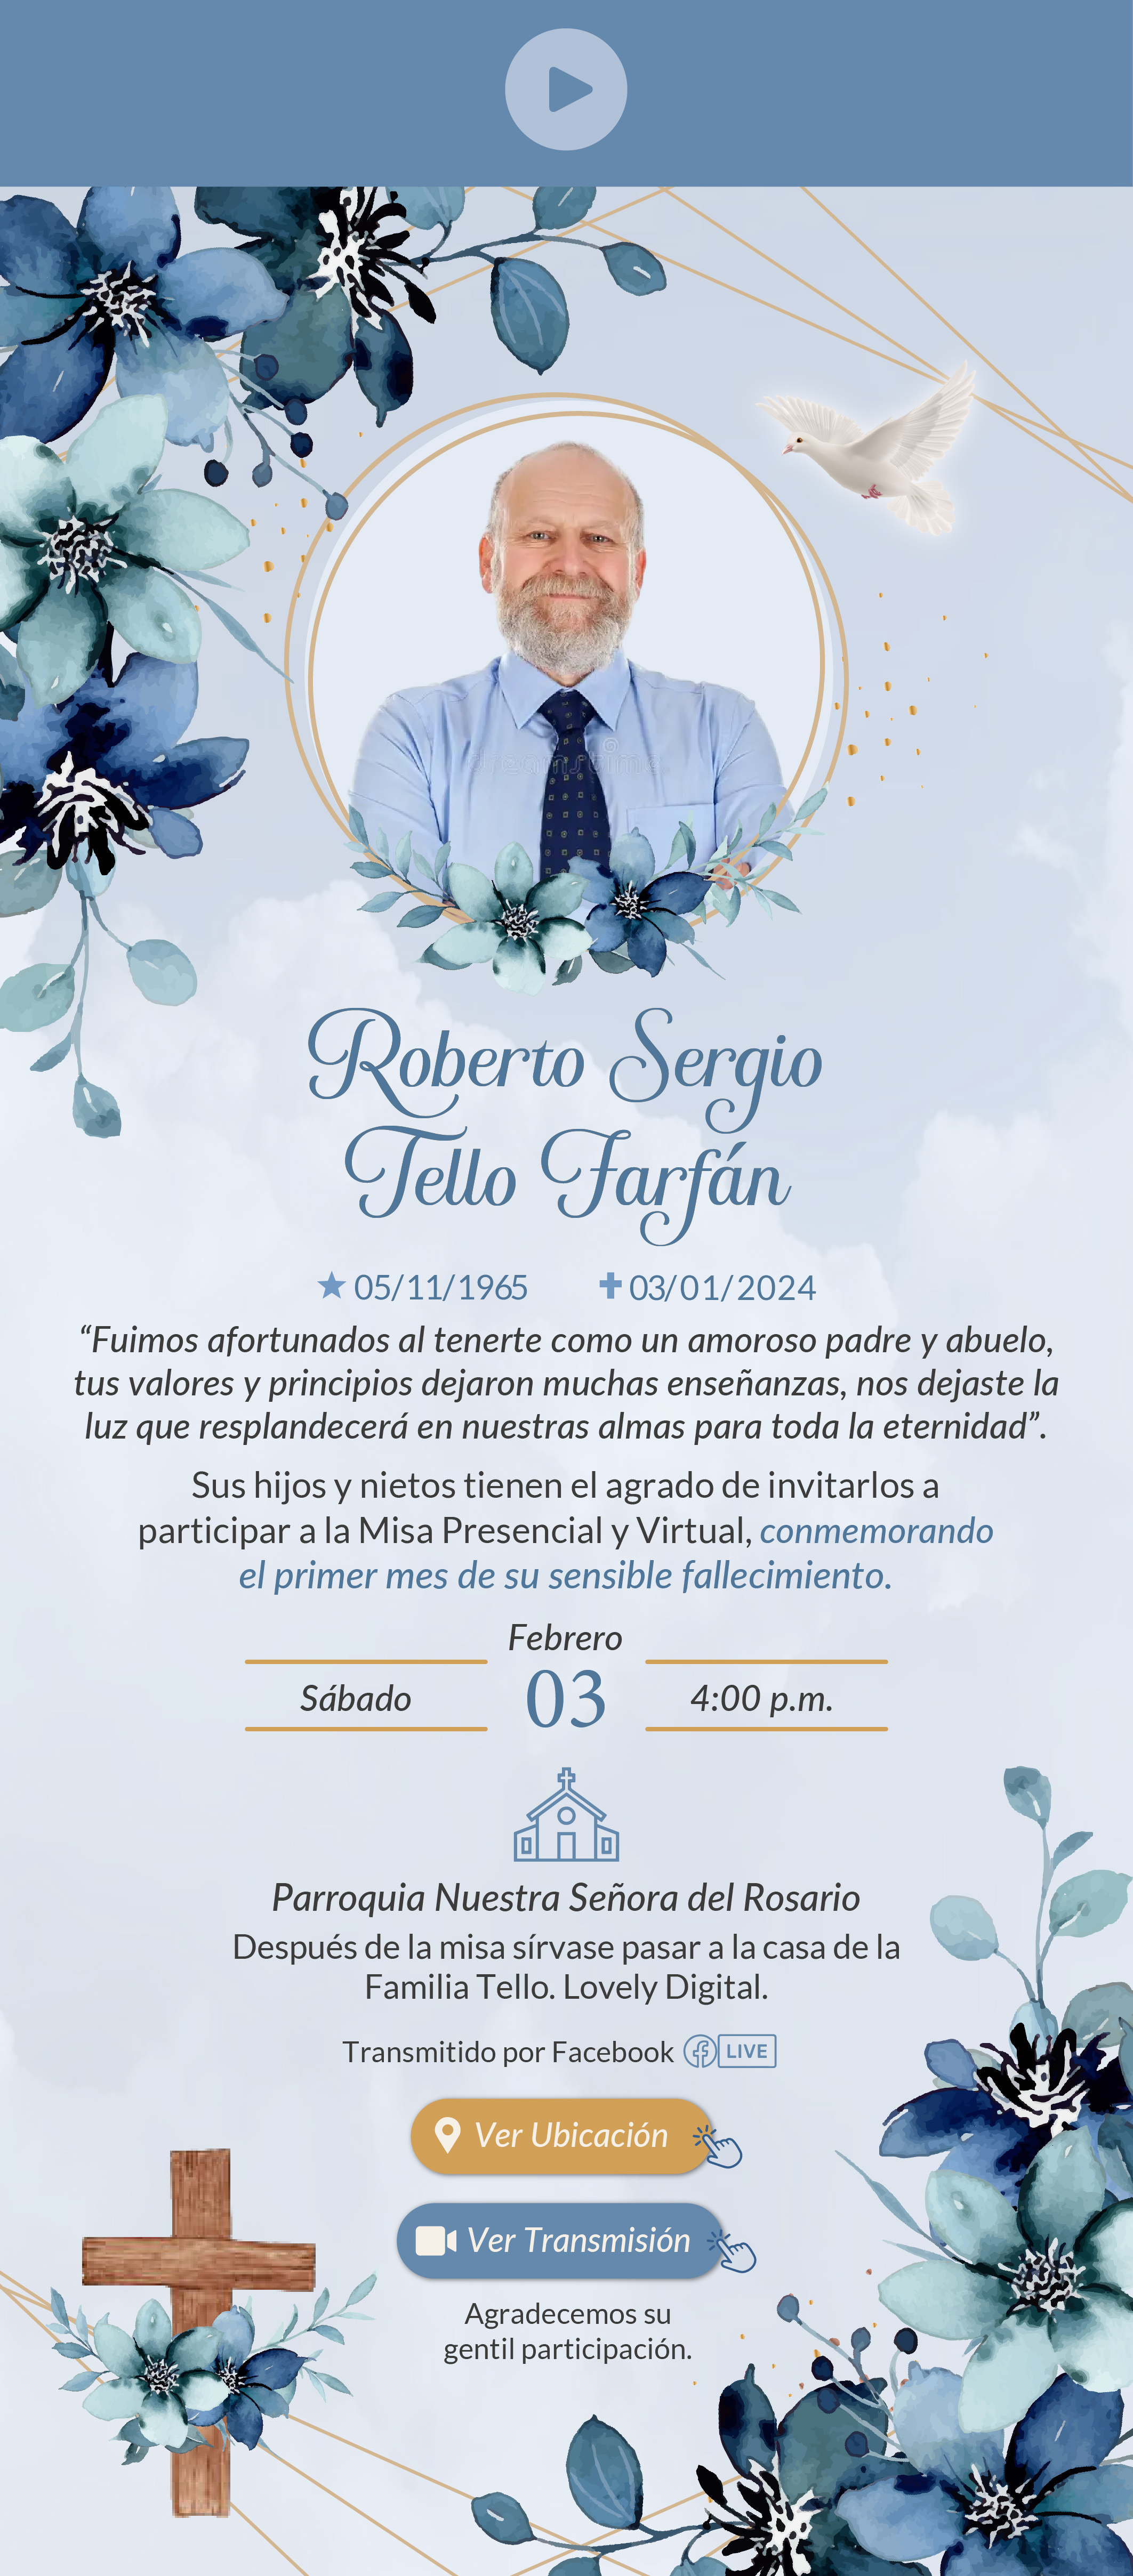 dreamstime
Roberto Sergio
Tello Farfán
05/11/1965 03/01/2024
“Fuimos afortunados al tenerte como un amoroso padre y abuelo,
tus valores y principios dejaron muchas enseñanzas, nos dejaste la
luz que resplandecerá en nuestras almas para toda la eternidad”.
Sus hijos y nietos tienen el agrado de invitarlos a
participar a la Misa Presencial y Virtual, conmemorando
el primer mes de su sensible fallecimiento.
Febrero
Sábado 03 4:00 p.m.
Parroquia Nuestra Señora del Rosario
Después de la misa sírvase pasar a la casa de la
Familia Tello. Lovely Digital.
Transmitido por Facebook LIVE
Ver Ubicación
Ver Transmisión
Agradecemos su
gentil participación.